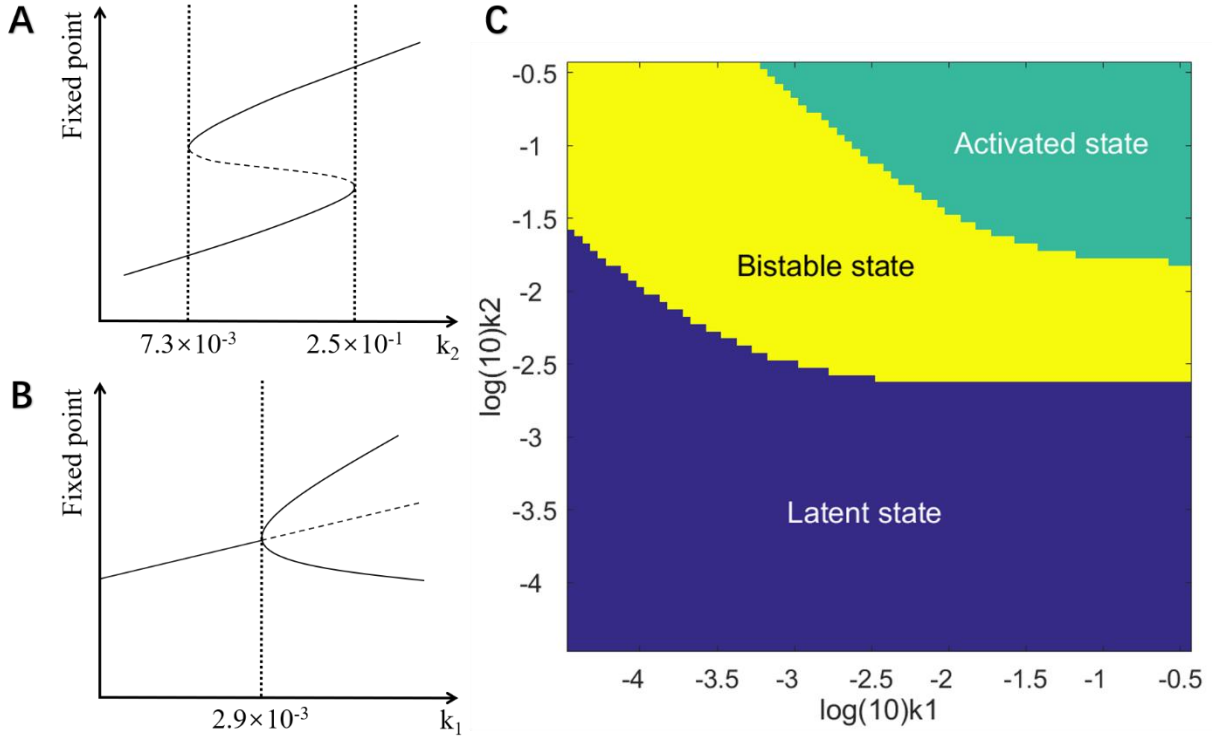 A
Fixed point
7.3×10⁻³
2.5×10⁻¹
k₂
B
Fixed point
2.9×10⁻³
k₁
C
log(10)k2
-0.5
-1
-1.5
-2
-2.5
-3
-3.5
-4
Activated state
Bistable state
Latent state
-4
-3.5
-3
-2.5
-2
-1.5
-1
-0.5
log(10)k1